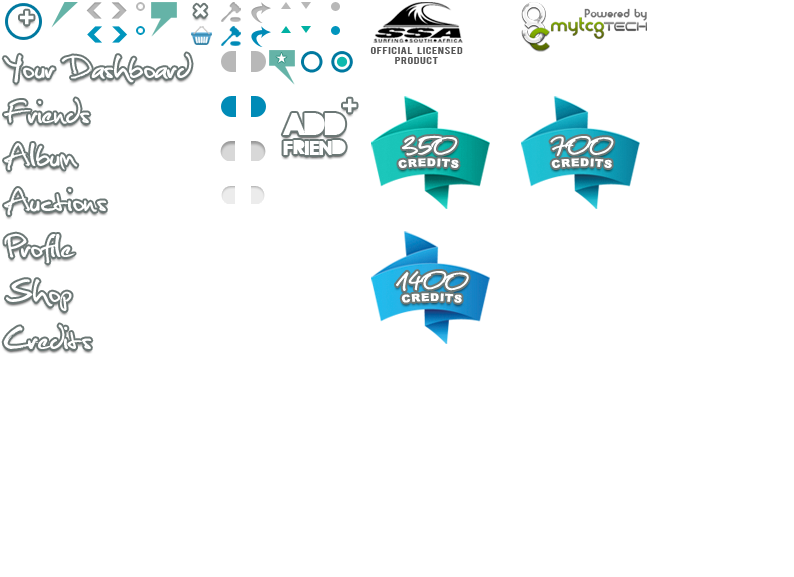 SSA
SURFING•SOUTH•AFRICA
OFFICIAL LICENSED
PRODUCT
Powered by
mytcgTECH
Your Dashboard
Friends
Album
Auctions
Profile
Shop
Credits
ADD
FRIEND
350
CREDITS
700
CREDITS
1400
CREDITS